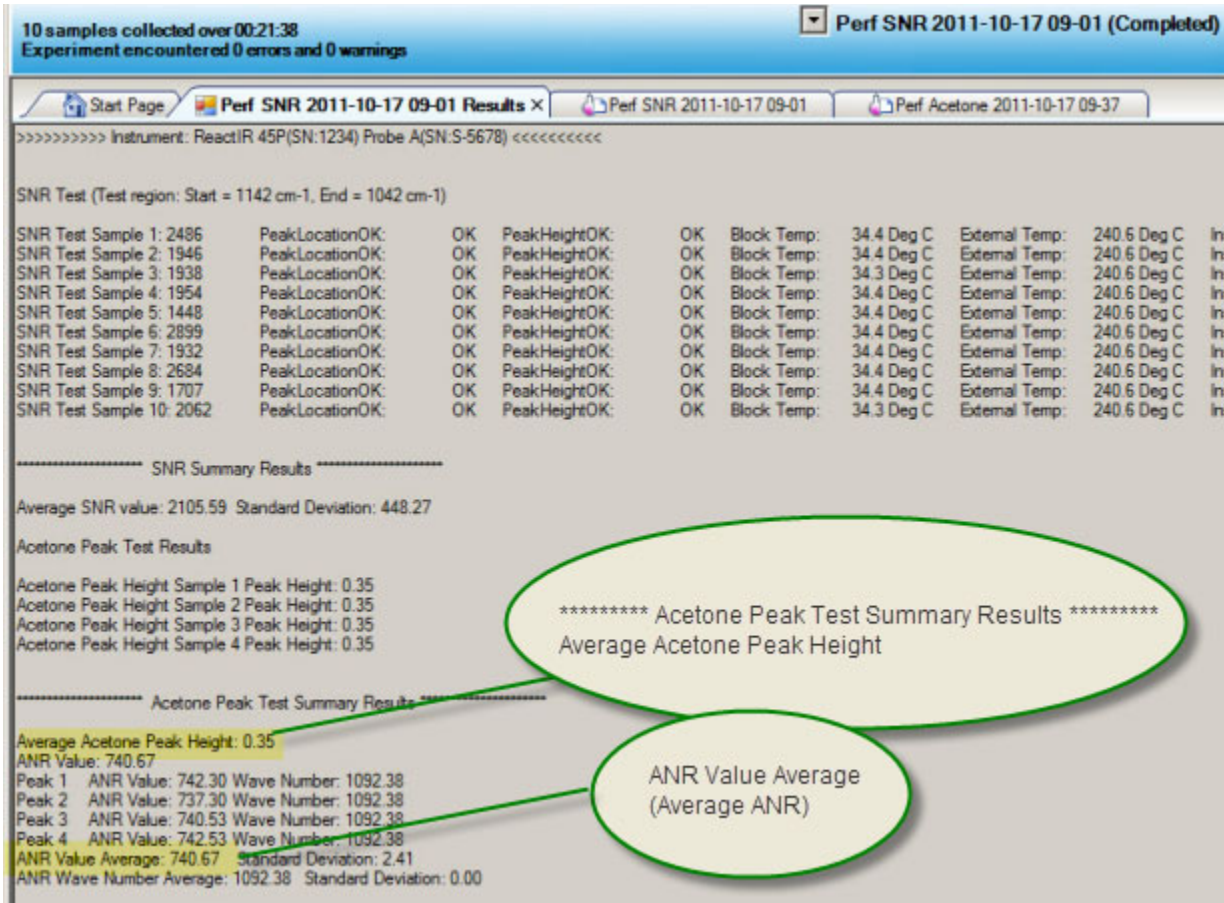 10 samples collected over 00:21:38
Experiment encountered 0 errors and 0 warnings
Perf SNR 2011-10-17 09-01 (Completed)
Start Page Perf SNR 2011-10-17 09-01 Results × Perf SNR 2011-10-17 09-01 Perf Acetone 2011-10-17 09-37
>>>>>>>>>> Instrument: ReactIR 45P(SN:1234) Probe A(SN:S-5678) <<<<<<<<<<
SNR Test (Test region: Start = 1142 cm-1, End = 1042 cm-1)
SNR Test Sample 1: 2486 PeakLocationOK: OK PeakHeightOK: OK Block Temp: 34.4 Deg C External Temp: 240.6 Deg C In
SNR Test Sample 2: 1946 PeakLocationOK: OK PeakHeightOK: OK Block Temp: 34.4 Deg C External Temp: 240.6 Deg C In
SNR Test Sample 3: 1938 PeakLocationOK: OK PeakHeightOK: OK Block Temp: 34.3 Deg C External Temp: 240.6 Deg C In
SNR Test Sample 4: 1954 PeakLocationOK: OK PeakHeightOK: OK Block Temp: 34.4 Deg C External Temp: 240.6 Deg C In
SNR Test Sample 5: 1448 PeakLocationOK: OK PeakHeightOK: OK Block Temp: 34.4 Deg C External Temp: 240.6 Deg C In
SNR Test Sample 6: 2899 PeakLocationOK: OK PeakHeightOK: OK Block Temp: 34.4 Deg C External Temp: 240.6 Deg C In
SNR Test Sample 7: 1932 PeakLocationOK: OK PeakHeightOK: OK Block Temp: 34.4 Deg C External Temp: 240.6 Deg C In
SNR Test Sample 8: 2684 PeakLocationOK: OK PeakHeightOK: OK Block Temp: 34.4 Deg C External Temp: 240.6 Deg C In
SNR Test Sample 9: 1707 PeakLocationOK: OK PeakHeightOK: OK Block Temp: 34.4 Deg C External Temp: 240.6 Deg C In
SNR Test Sample 10: 2062 PeakLocationOK: OK PeakHeightOK: OK Block Temp: 34.3 Deg C External Temp: 240.6 Deg C In
********************** SNR Summary Results **********************
Average SNR value: 2105.59 Standard Deviation: 448.27
Acetone Peak Test Results
Acetone Peak Height Sample 1 Peak Height: 0.35
Acetone Peak Height Sample 2 Peak Height: 0.35
Acetone Peak Height Sample 3 Peak Height: 0.35
Acetone Peak Height Sample 4 Peak Height: 0.35
********* Acetone Peak Test Summary Results *********
Average Acetone Peak Height
********************** Acetone Peak Test Summary Results **********************
Average Acetone Peak Height: 0.35
ANR Value: 740.67
Peak 1 ANR Value: 742.30 Wave Number: 1092.38
Peak 2 ANR Value: 737.30 Wave Number: 1092.38
Peak 3 ANR Value: 740.53 Wave Number: 1092.38
Peak 4 ANR Value: 742.53 Wave Number: 1092.38
ANR Value Average: 740.67 Standard Deviation: 2.41
ANR Wave Number Average: 1092.38 Standard Deviation: 0.00
ANR Value Average
(Average ANR)